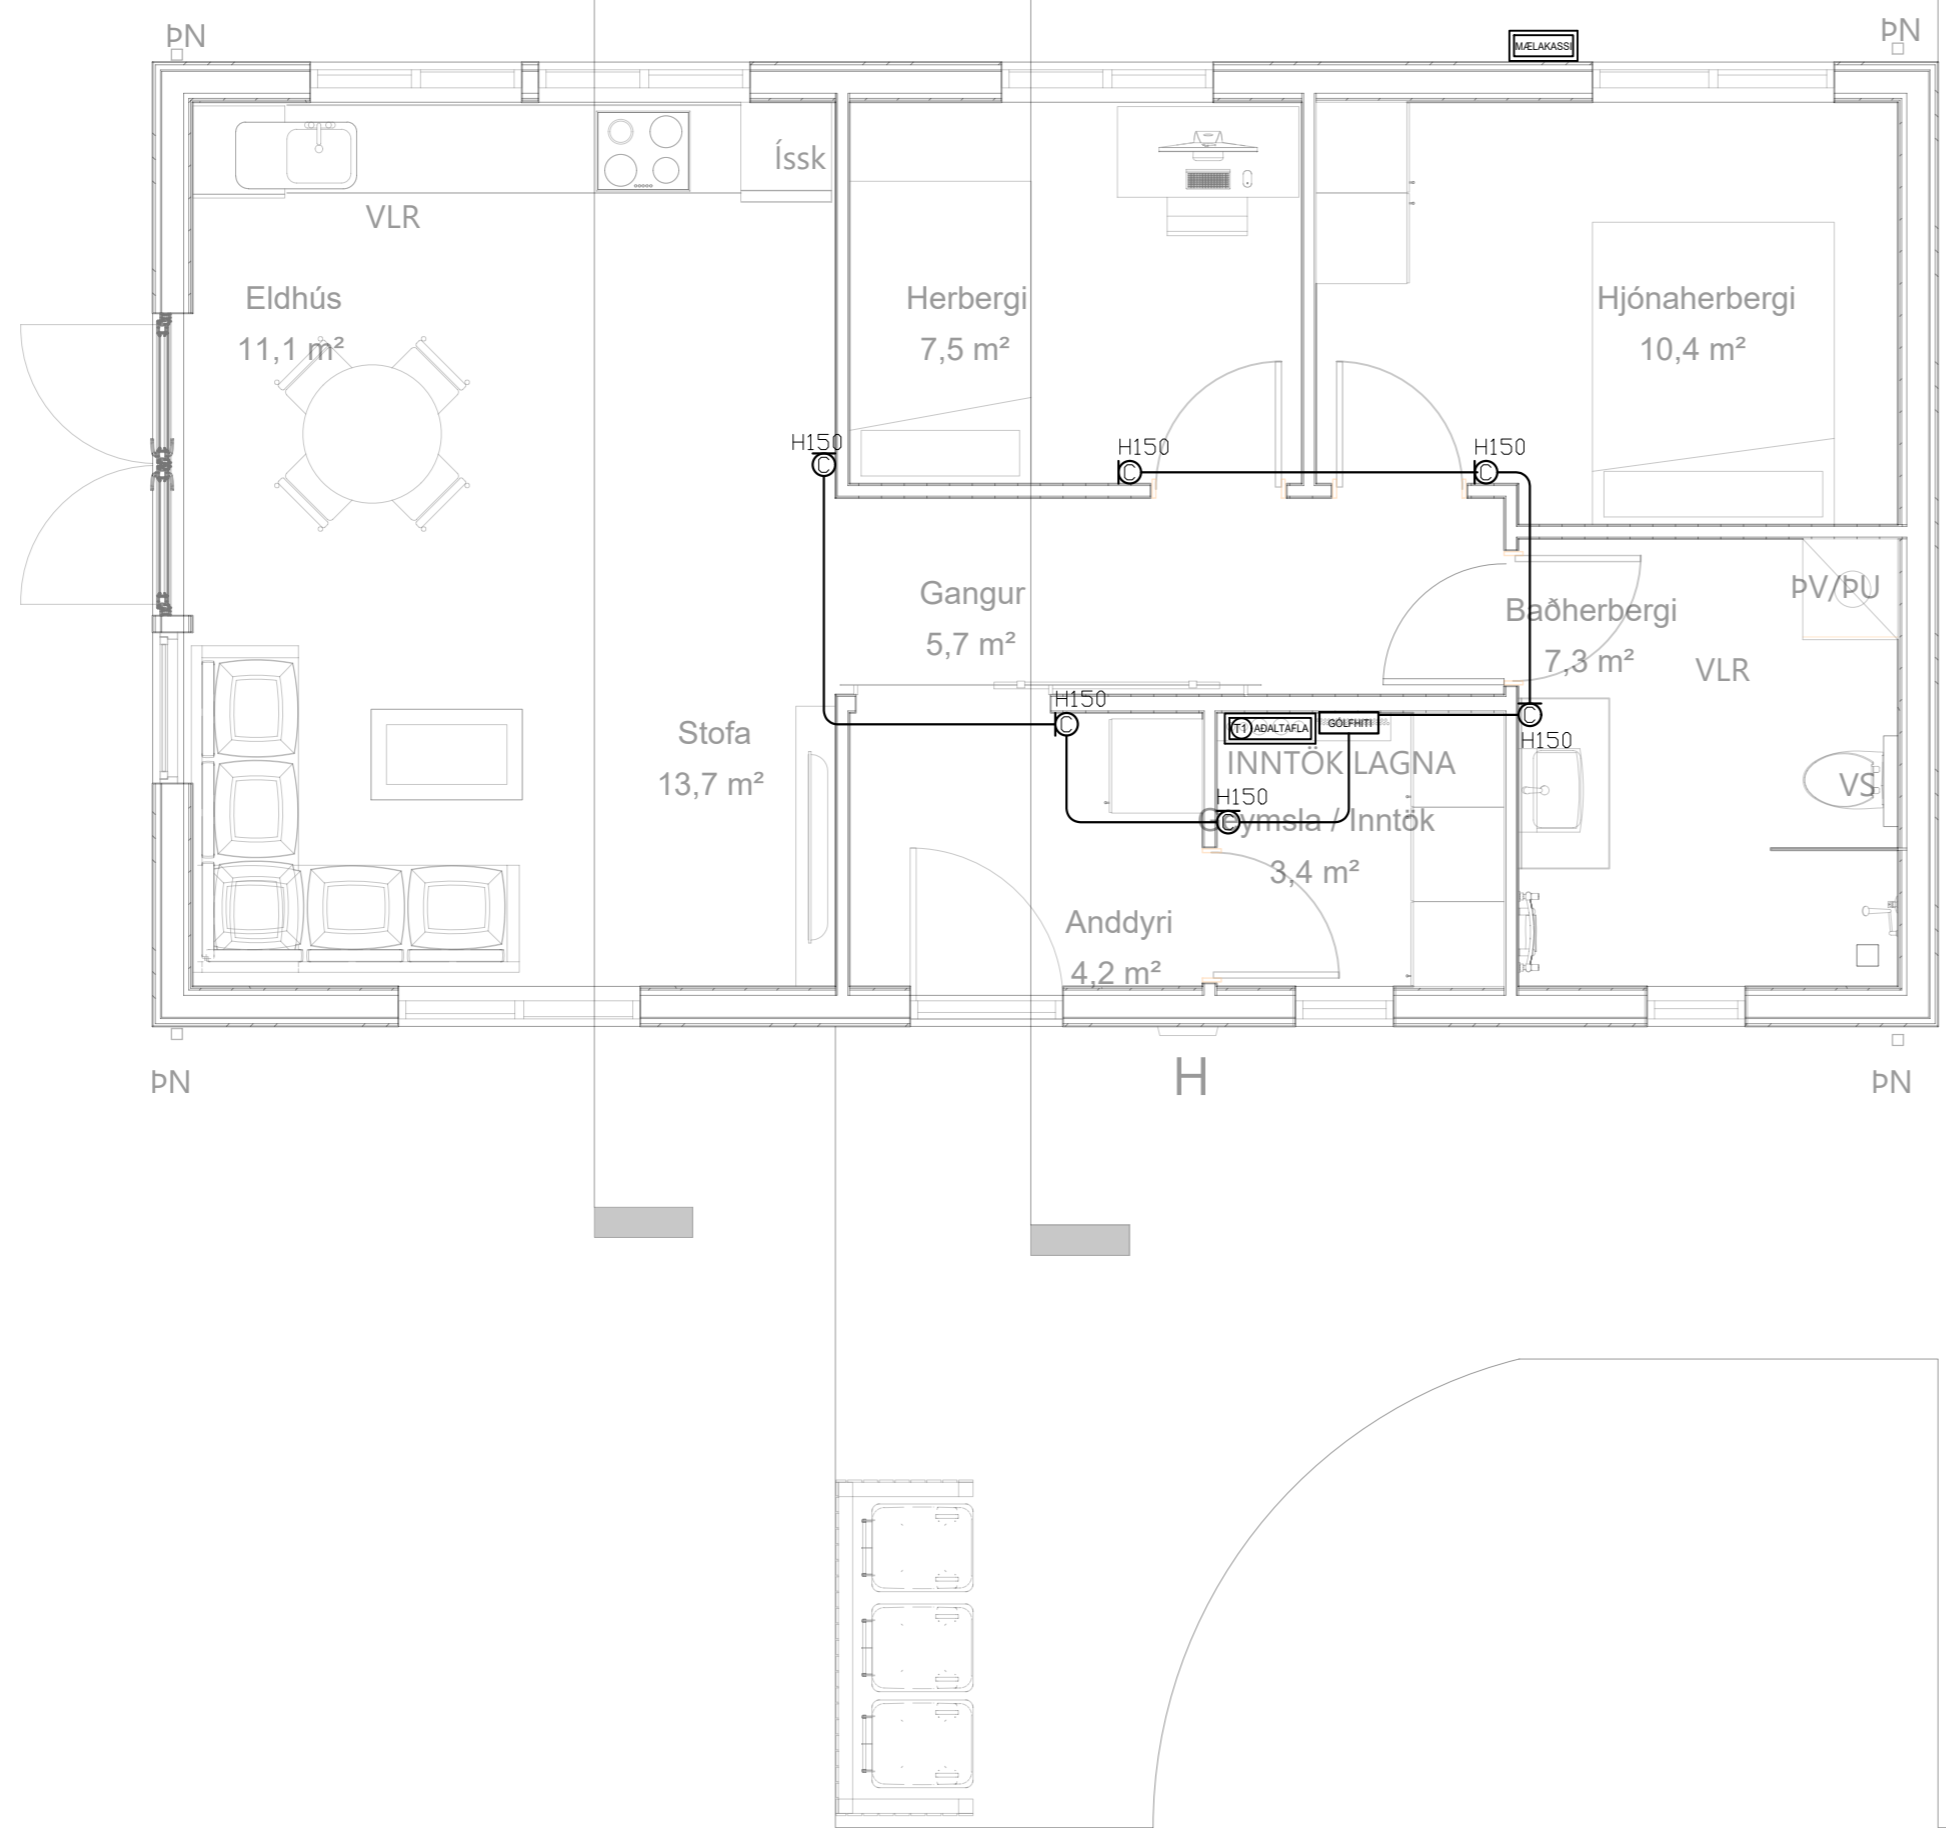 ÞN
MÆLAKASSI
ÞN
Íssk
VLR
Eldhús
11,1 m²
Herbergi
7,5 m²
Hjónaherbergi
10,4 m²
H150
C
H150
C
H150
C
Gangur
5,7 m²
Baðherbergi
7,3 m²
ÞV/ÞU
VLR
Stofa
13,7 m²
H150
C
T1 AÐALTAFLA
GÓLFHITI
C
H150
INNTÖK LAGNA
H150
C
Geymsla / Inntök
3,4 m²
VS
Anddyri
4,2 m²
ÞN
H
ÞN